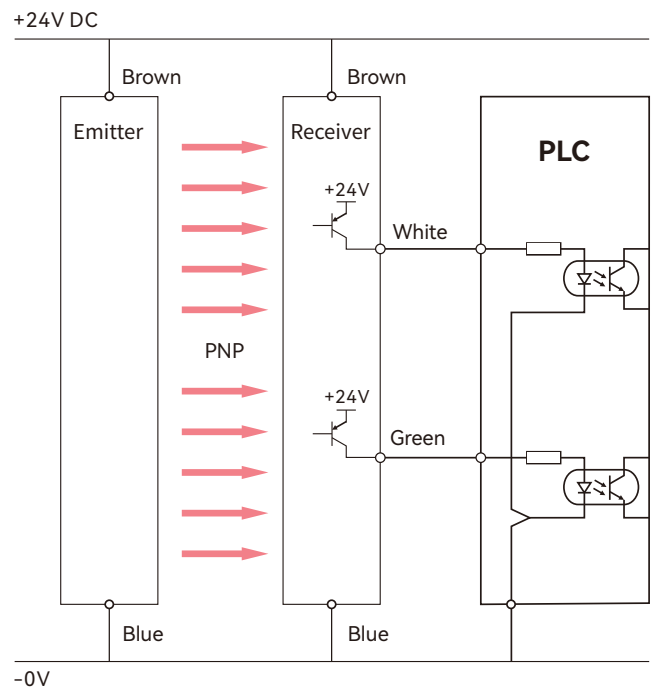 +24V DC
Brown
Brown
Emitter
Receiver
PLC
+24V
White
PNP
+24V
Green
Blue
Blue
-0V